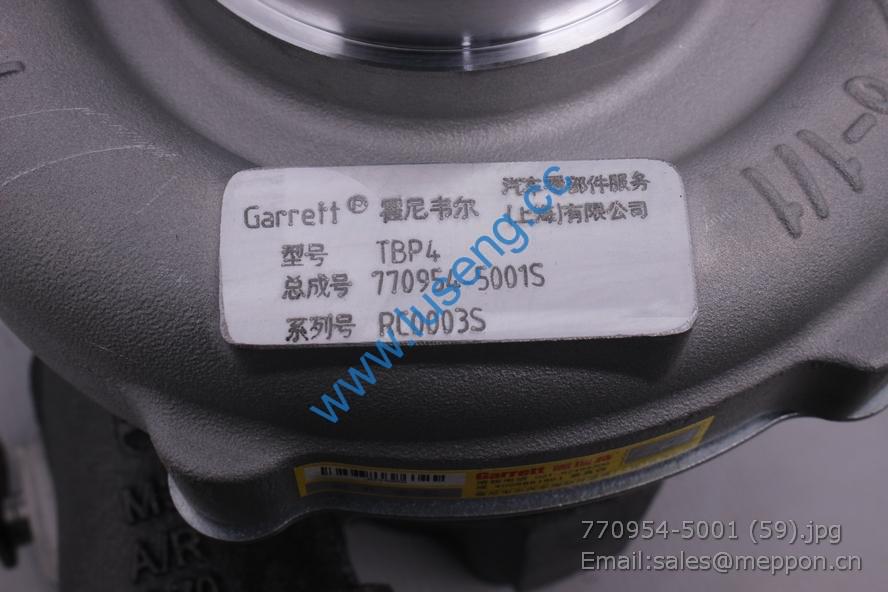 Garrett® 霍尼韦尔 汽车零部件服务
(上海)有限公司
型号 TBP4
总成号 770954-5001S
系列号
www.luseng.cc
Garrett
A/R
770954-5001 (59).jpg
Email:sales@meppon.cn